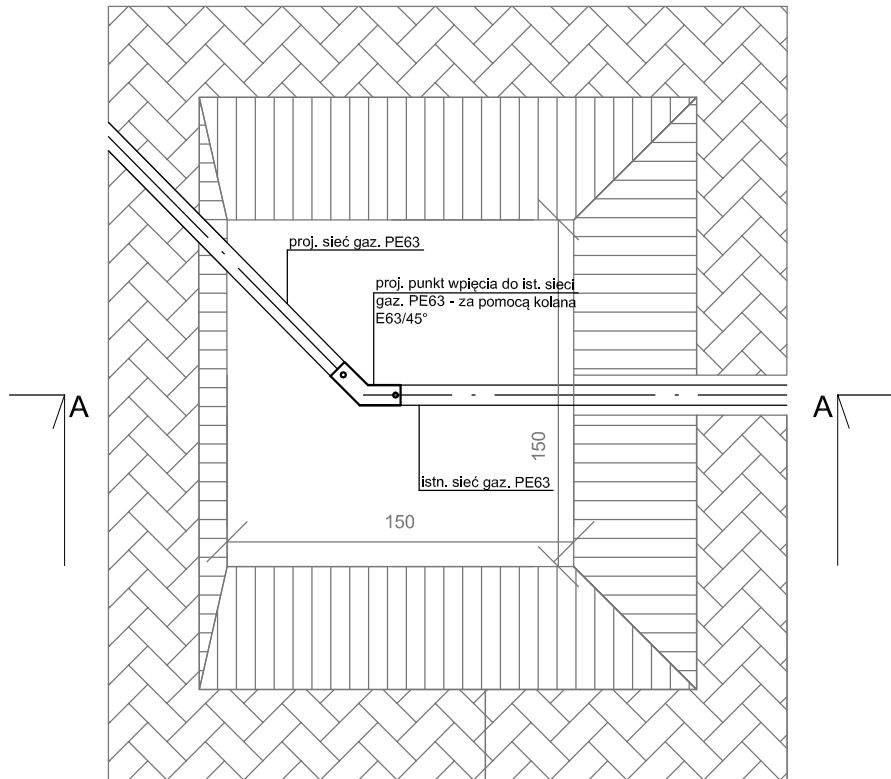 proj. sieć gaz. PE63
proj. punkt wpięcia do ist. sieci
gaz. PE63 - za pomocą kolana
E63/45°
A
A
150
istn. sieć gaz. PE63
150